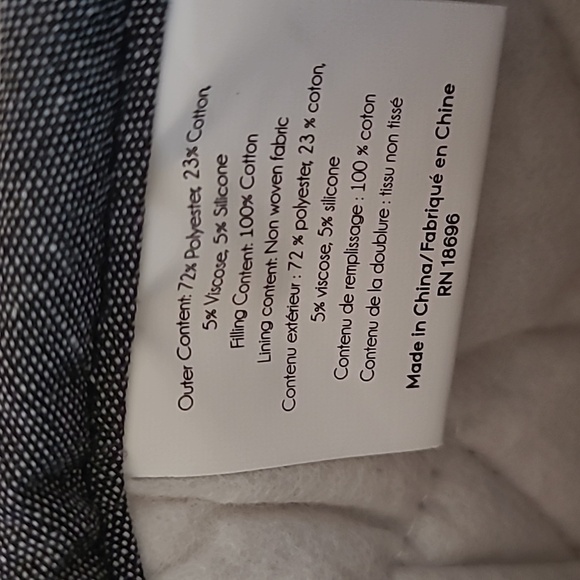 Outer Content: 72% Polyester, 23% Cotton,
5% Viscose, 5% Silicone
Filling Content: 100% Cotton
Lining content: Non woven fabric
Contenu extérieur : 72 % polyester, 23 % coton,
5% viscose, 5% silicone
Contenu de remplissage : 100 % coton
Contenu de la doublure : tissu non tissé
Made in China/Fabriqué en Chine
RN 18696